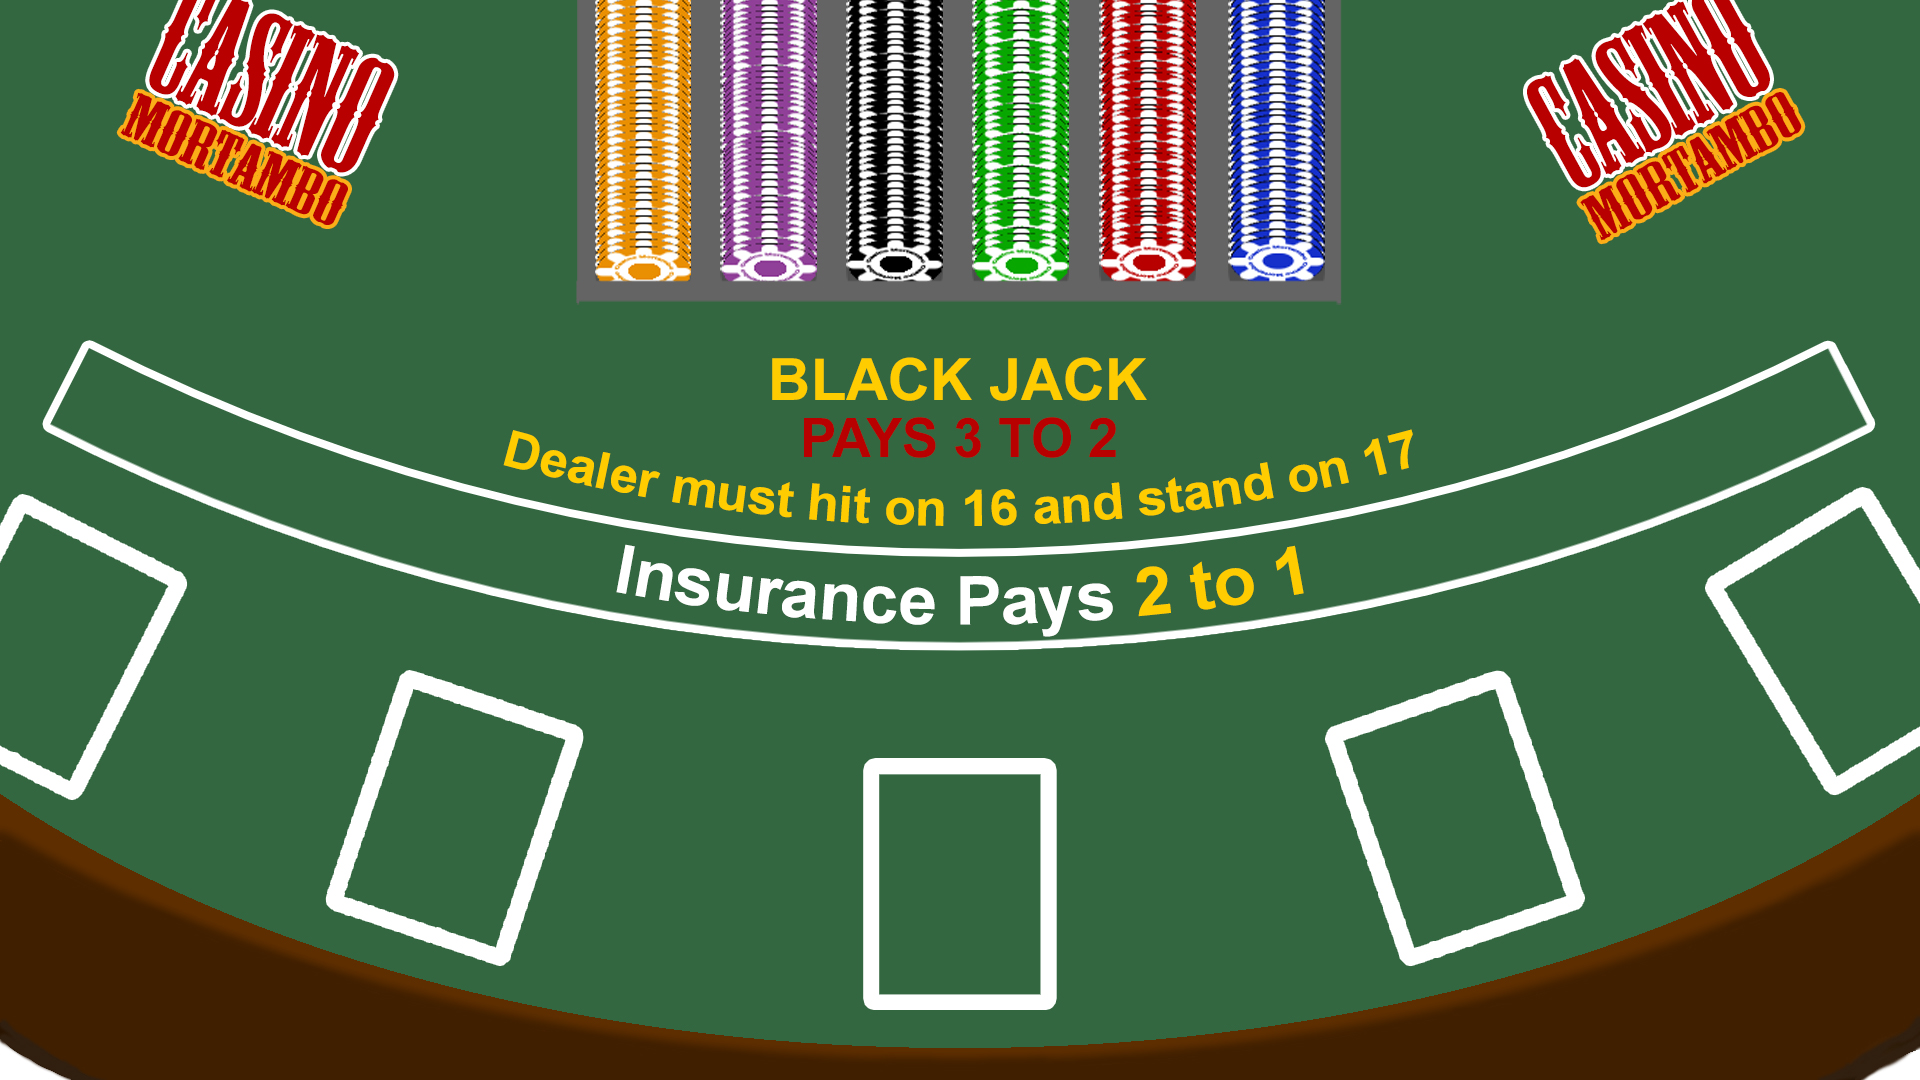 CASINO
MORTAMBO
CASINO
MORTAMBO
BLACK JACK
PAYS 3 TO 2
Dealer must hit on 16 and stand on 17
Insurance Pays 2 to 1